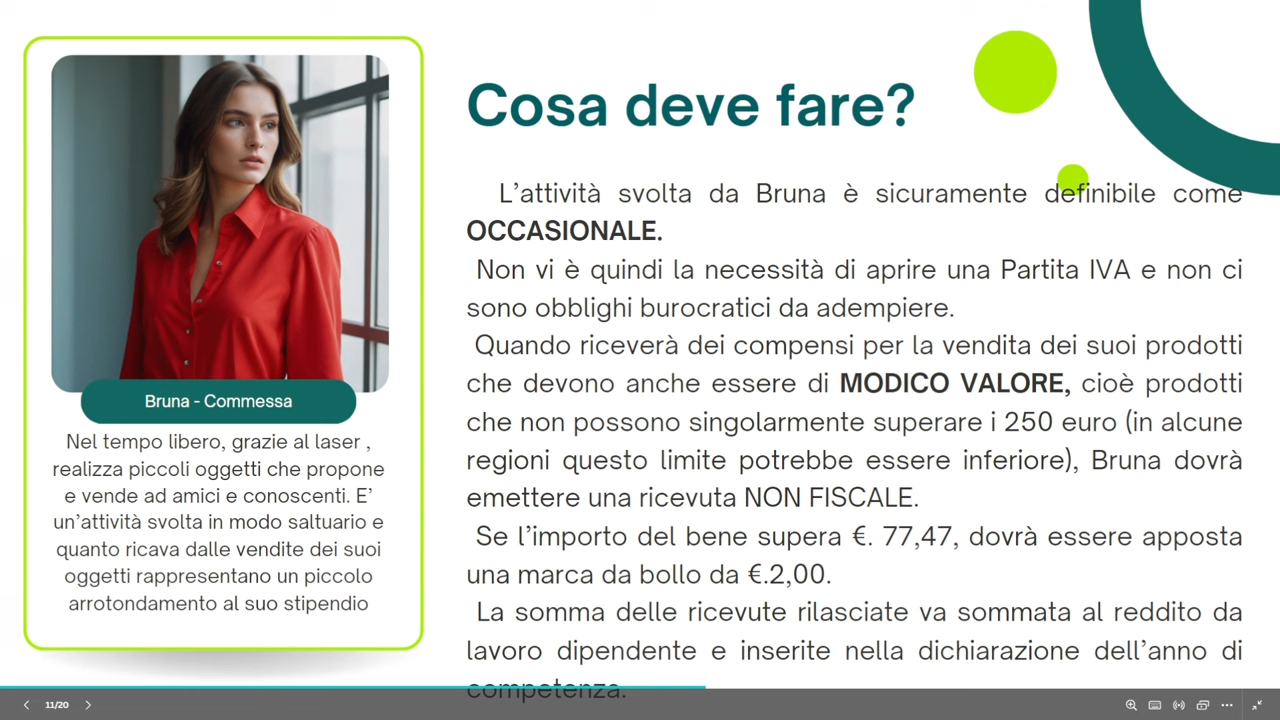 Bruna - Commessa
Nel tempo libero, grazie al laser ,
realizza piccoli oggetti che propone
e vende ad amici e conoscenti. E'
un'attività svolta in modo saltuario e
quanto ricava dalle vendite dei suoi
oggetti rappresentano un piccolo
arrotondamento al suo stipendio
Cosa deve fare?
L'attività svolta da Bruna è sicuramente definibile come
OCCASIONALE.
Non vi è quindi la necessità di aprire una Partita IVA e non ci
sono obblighi burocratici da adempiere.
Quando riceverà dei compensi per la vendita dei suoi prodotti
che devono anche essere di MODICO VALORE, cioè prodotti
che non possono singolarmente superare i 250 euro (in alcune
regioni questo limite potrebbe essere inferiore), Bruna dovrà
emettere una ricevuta NON FISCALE.
Se l'importo del bene supera €. 77,47, dovrà essere apposta
una marca da bollo da €.2,00.
La somma delle ricevute rilasciate va sommata al reddito da
lavoro dipendente e inserite nella dichiarazione dell'anno di
competenza.
11/20